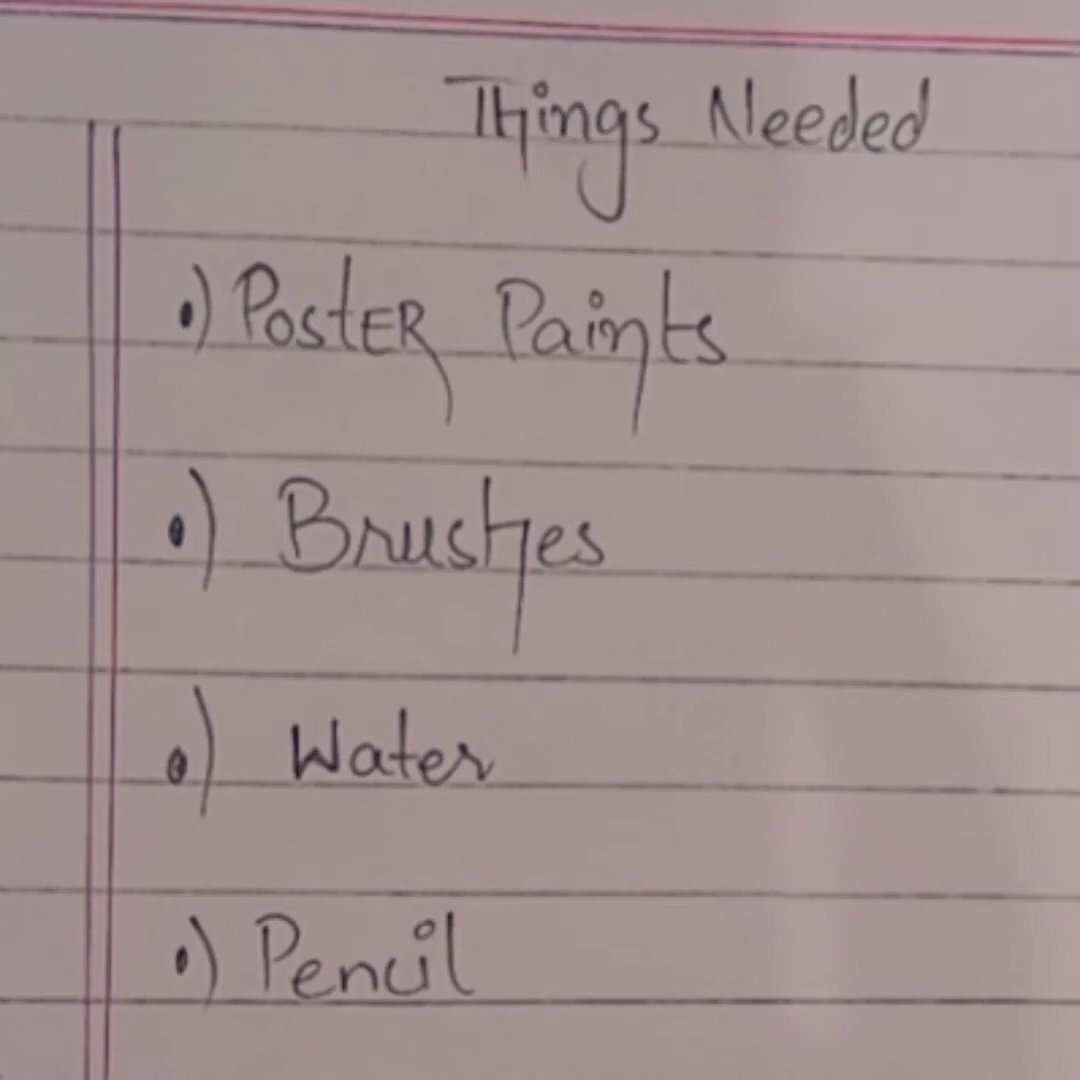 Things Needed
•) PostER Paints
•) Brushes
•) Water
•) Pencil